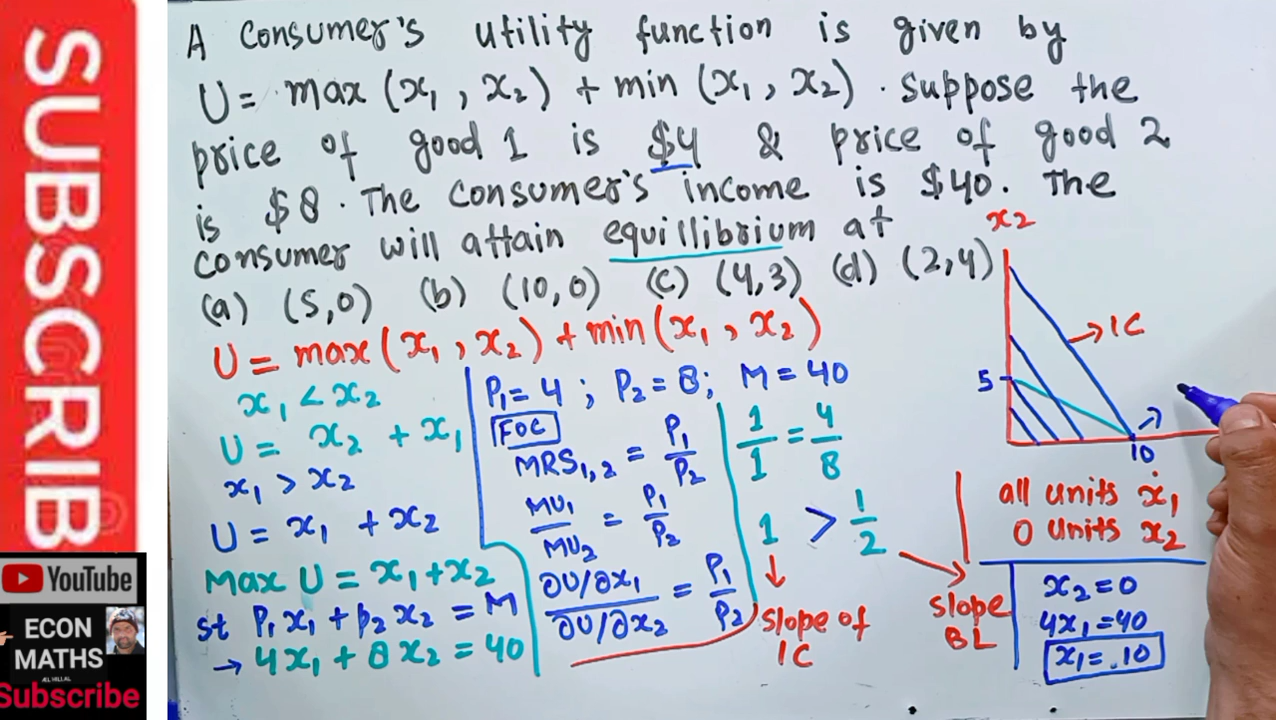 SUBSCRIB
A Consumer's utility function is given by
U = max (x₁ , x₂) + min (x₁ , x₂) . Suppose the
price of good 1 is $4 & price of good 2
is $8 . The Consumer's income is $40. The
consumer will attain equillibrium at
(a) (5,0) (b) (10,0) (c) (4,3) (d) (2,4)
U = max (x₁ , x₂) + min (x₁ , x₂)
x₁ < x₂
U = x₂ + x₁
x₁ > x₂
U = x₁ + x₂
Max U = x₁ + x₂
st P₁x₁ + P₂x₂ = M
→ 4x₁ + 8x₂ = 40
P₁ = 4 ; P₂ = 8 ; M = 40
FOC
MRS₁,₂ = P₁/P₂
MU₁/MU₂ = P₁/P₂
∂U/∂x₁ / ∂U/∂x₂ = P₁/P₂
1/1 = 4/8
1 > 1/2
↓
slope of
IC
slope
BL
x₂
→ IC
5
10
all units x₁
0 units x₂
x₂ = 0
4x₁ = 40
x₁ = 10
YouTube
ECON
MATHS
Subscribe